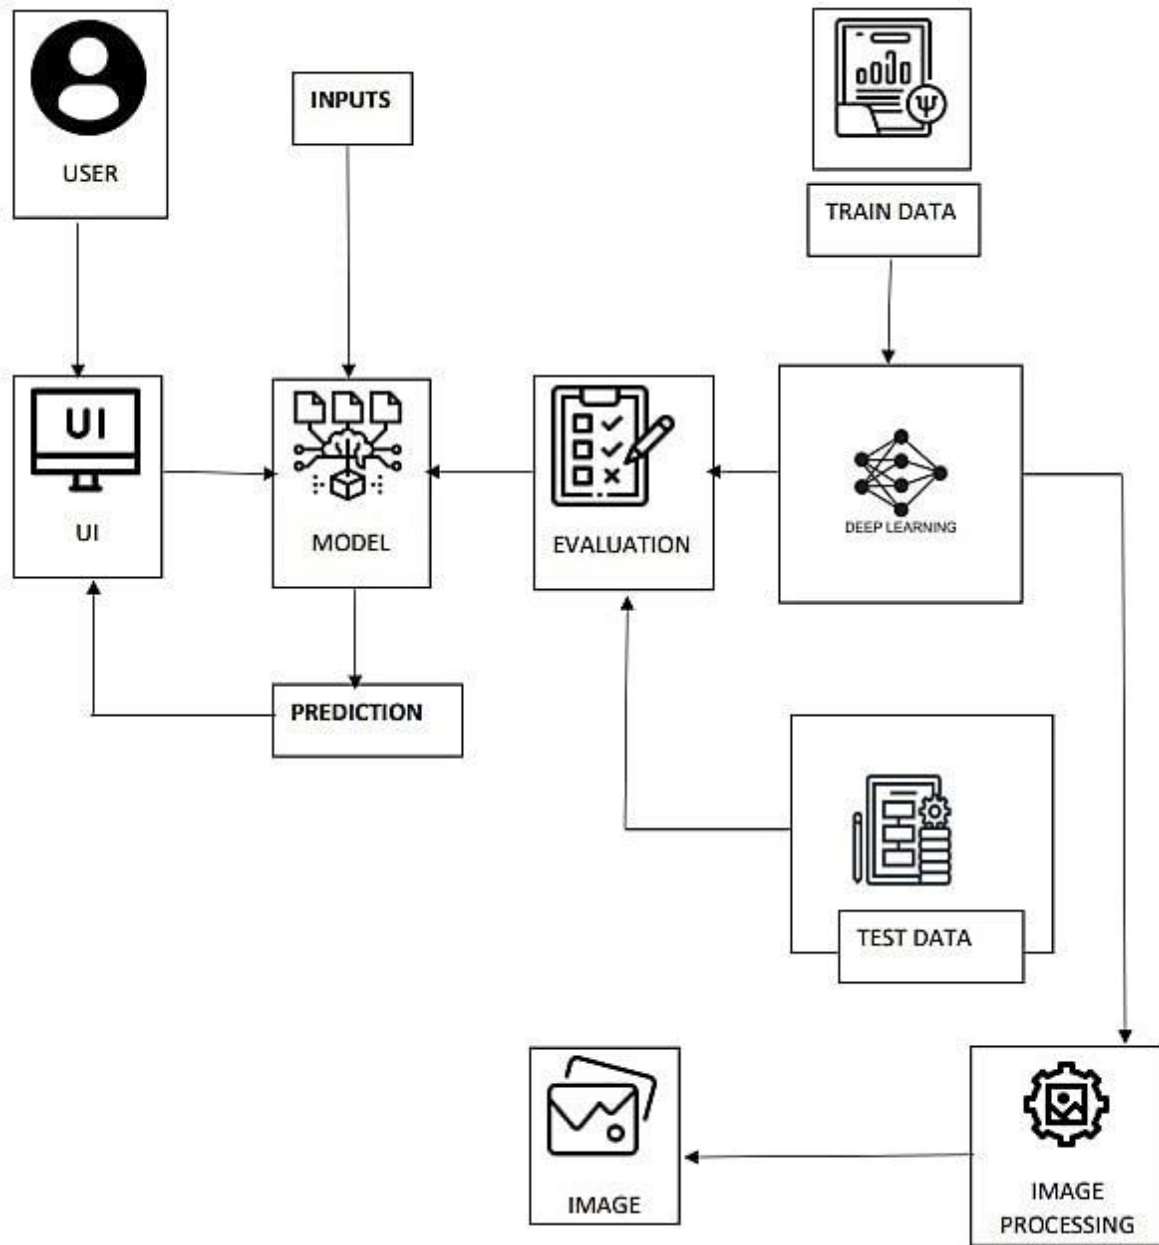 USER
INPUTS
Ψ
TRAIN DATA
UI
UI
MODEL
EVALUATION
DEEP LEARNING
PREDICTION
TEST DATA
IMAGE
IMAGE
PROCESSING